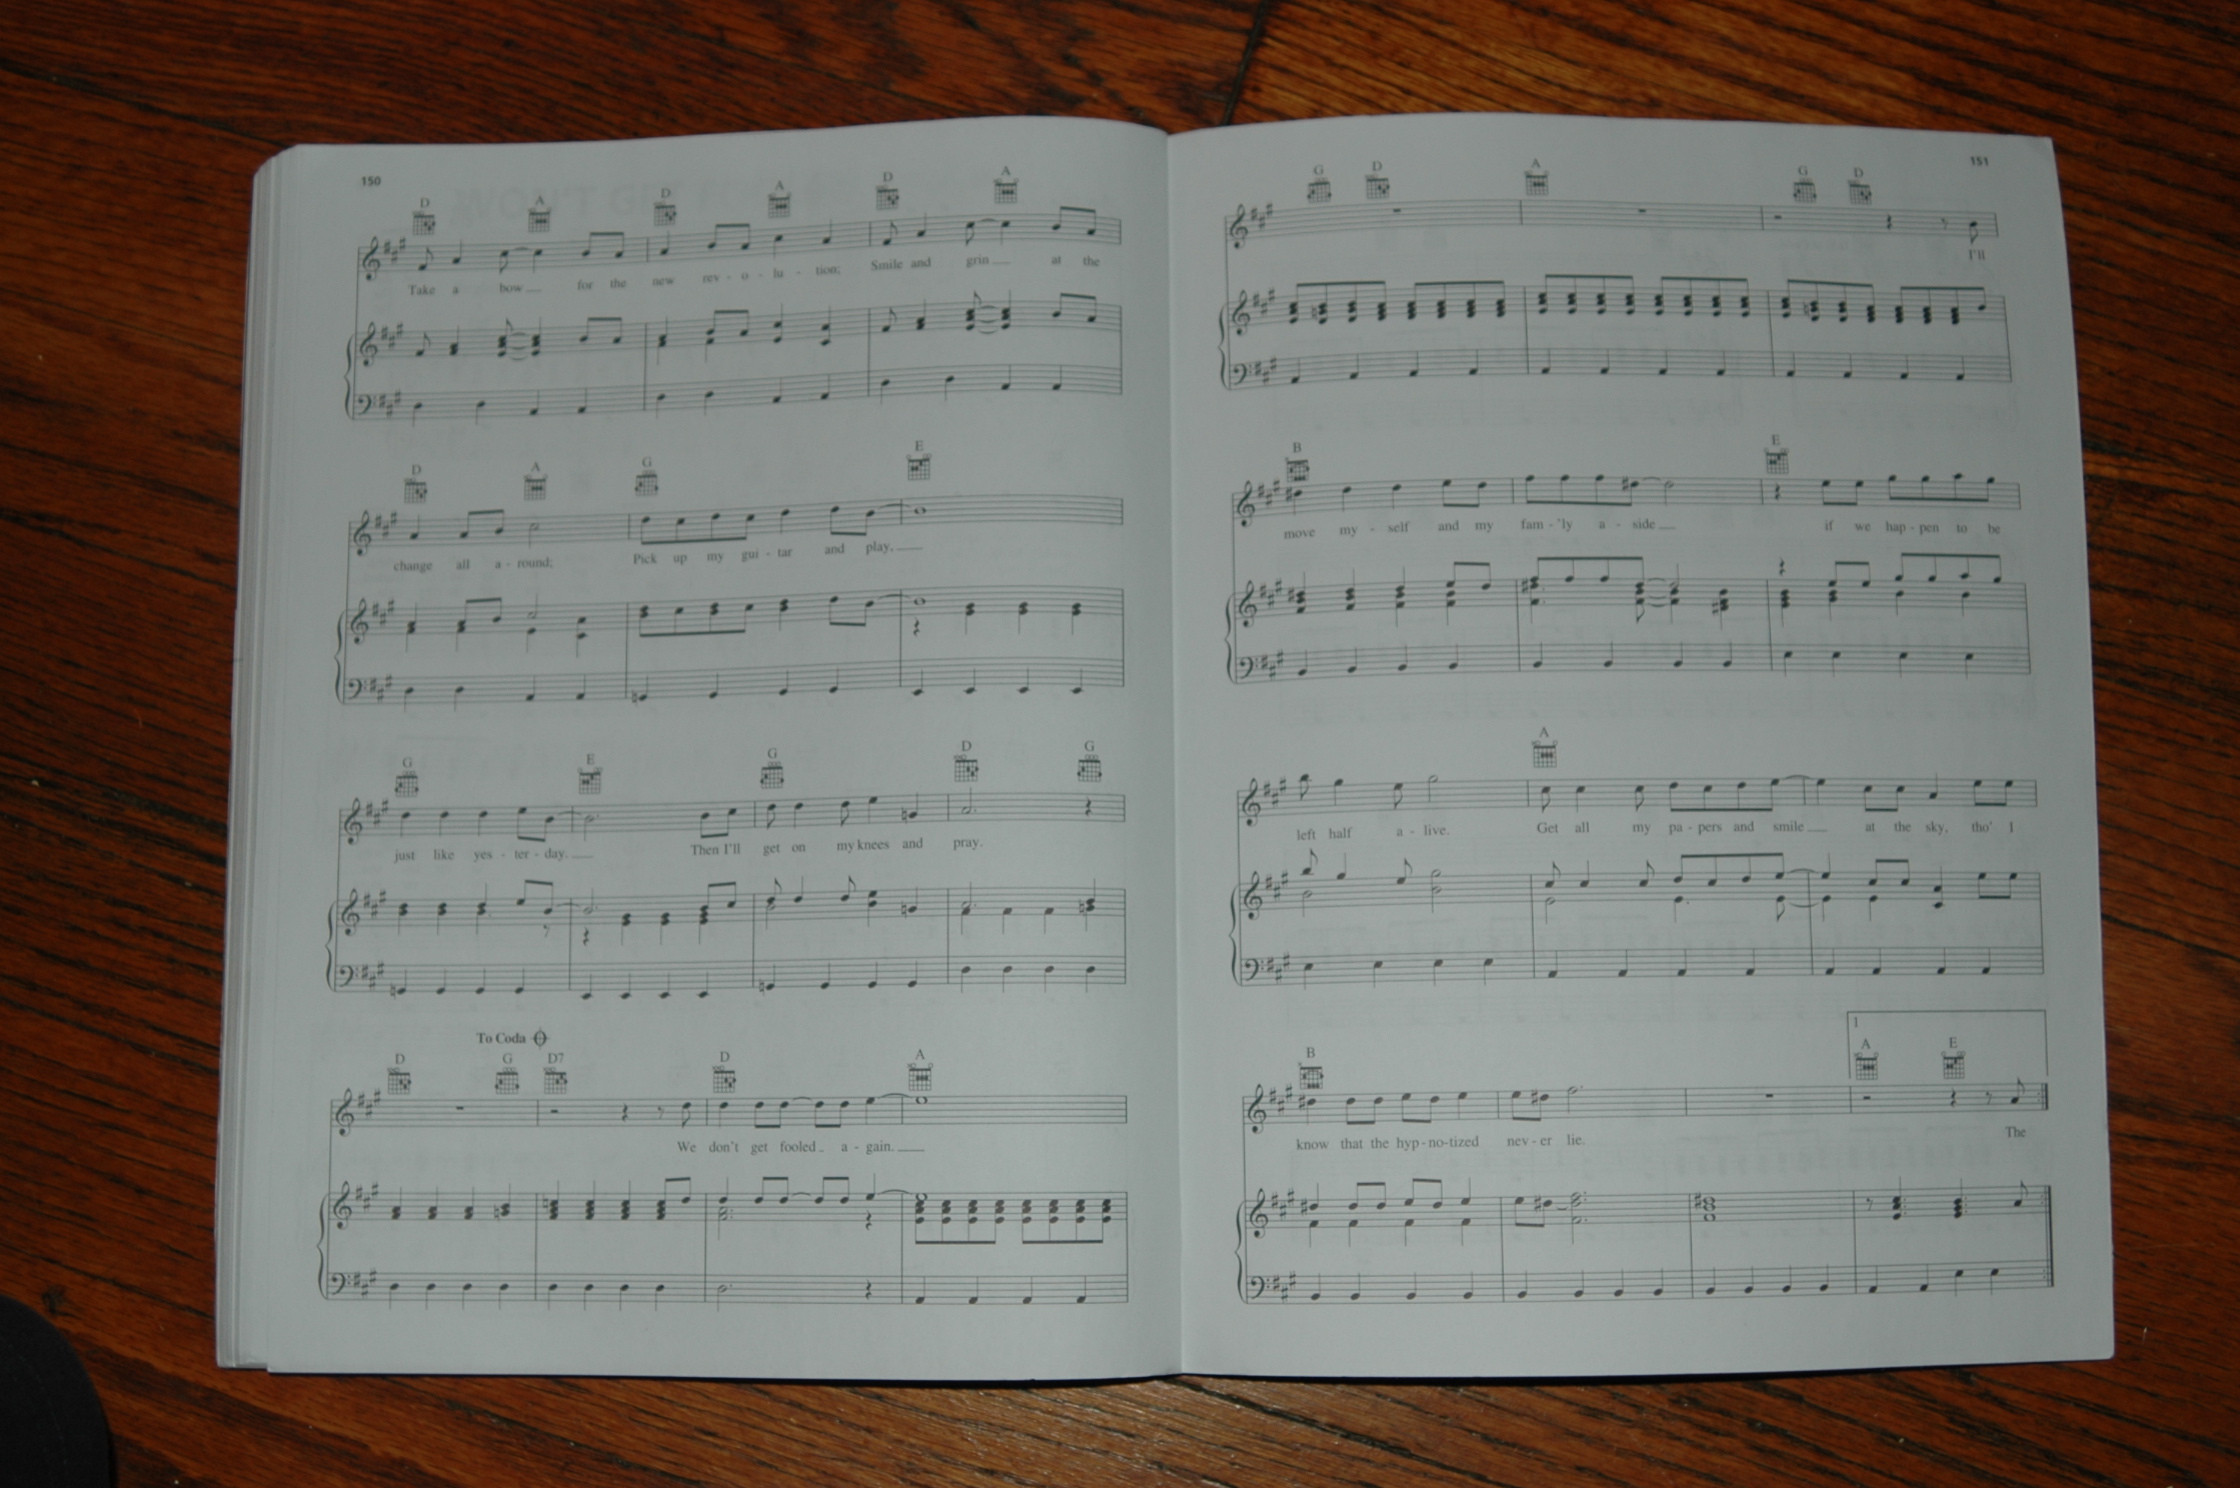 150
D A D A D A
Take a bow for the new rev - o - lu - tion; Smile and grin at the
D A G E
change all a - round; Pick up my gui - tar and play,
G E G D G
just like yes - ter - day. Then I'll get on my knees and pray.
To Coda
D G D7 D A
We don't get fooled a - gain.
151
G D A G D
I'll
B E
move my - self and my fam - 'ly a - side if we hap - pen to be
A
left half a - live. Get all my pa - pers and smile at the sky, tho' I
1
B A E
know that the hyp - no - tized nev - er lie. The